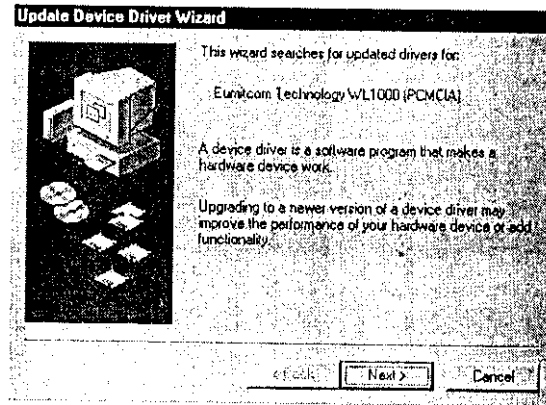 Update Device Driver Wizard
This wizard searches for updated drivers for:
Eumitcom Technology WL1000 (PCMCIA)
A device driver is a software program that makes a
hardware device work.
Upgrading to a newer version of a device driver may
improve the performance of your hardware device or add
functionality.
< Back
Next >
Cancel